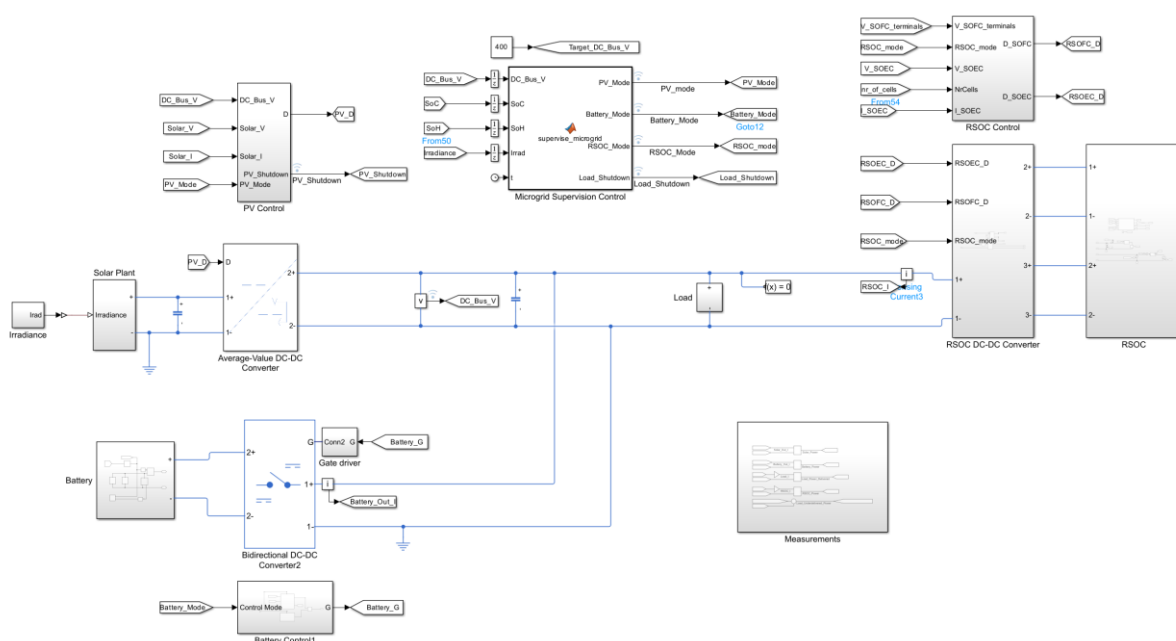 400
Target_DC_Bus_V
V_SOFC_terminals
RSOC_mode
V_SOEC
nr_of_cells
From54
I_SOEC
V_SOFC_terminals
RSOC_mode
V_SOEC
NrCells
I_SOEC
D_SOFC
D_SOEC
RSOFC_D
RSOEC_D
RSOC Control
DC_Bus_V
Solar_V
Solar_I
PV_Mode
DC_Bus_V
Solar_V
Solar_I
PV_Mode
D
PV_Shutdown
PV_D
PV_Shutdown
PV_Shutdown
PV Control
DC_Bus_V
SoC
SoH
From50
Irradiance
DC_Bus_V
SoC
SoH
Irrad
t
supervise_microgrid
PV_Mode
Battery_Mode
RSOC_Mode
Load_Shutdown
PV_mode
Battery_Mode
RSOC_Mode
Load_Shutdown
PV_Mode
Battery_Mode
Goto12
RSOC_mode
Load_Shutdown
Microgrid Supervision Control
RSOEC_D
RSOFC_D
RSOC_mode
RSOEC_D
RSOFC_D
RSOC_mode
1+
1-
2+
2-
3+
3-
1+
1-
2+
2-
RSOC DC-DC Converter
RSOC
i
RSOC_I
Current3
Irad
Irradiance
Solar Plant
Irradiance
+
-
PV_D
D
1+
1-
2+
2-
Average-Value DC-DC
Converter
V
DC_Bus_V
Load
+
-
f(x) = 0
Battery
+
-
2+
2-
G
1+
1-
Conn2 G
Gate driver
Battery_G
i
Battery_Out_I
Bidirectional DC-DC
Converter2
Measurements
Battery_Mode
Control Mode
G
Battery_G
Battery Control1